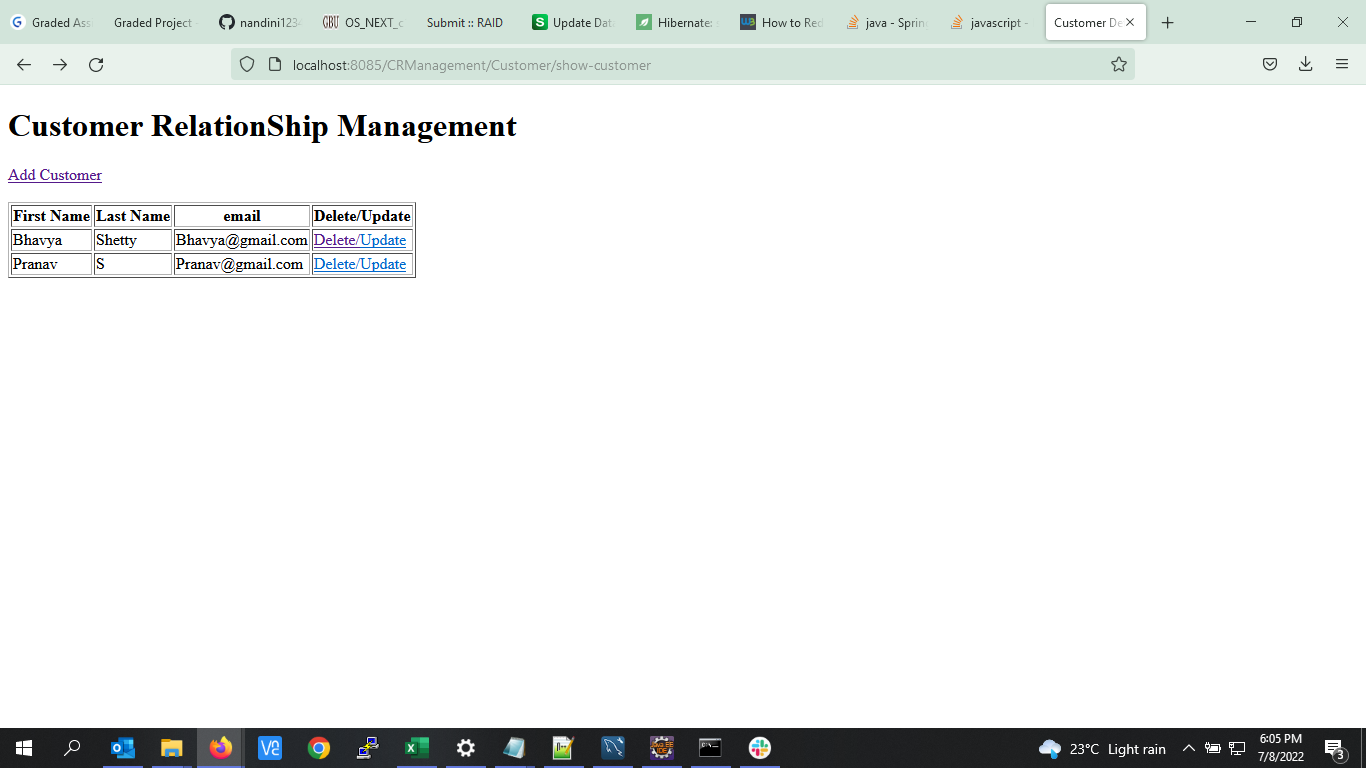 Graded Ass Graded Project - nandini1234 OS_NEXT_c Submit :: RAID Update Data Hibernate: s How to Red java - Spring javascript - Customer De
localhost:8085/CRManagement/Customer/show-customer
Customer RelationShip Management
Add Customer
First Name Last Name email Delete/Update
Bhavya Shetty Bhavya@gmail.com Delete/Update
Pranav S Pranav@gmail.com Delete/Update
23°C Light rain 6:05 PM
7/8/2022 3